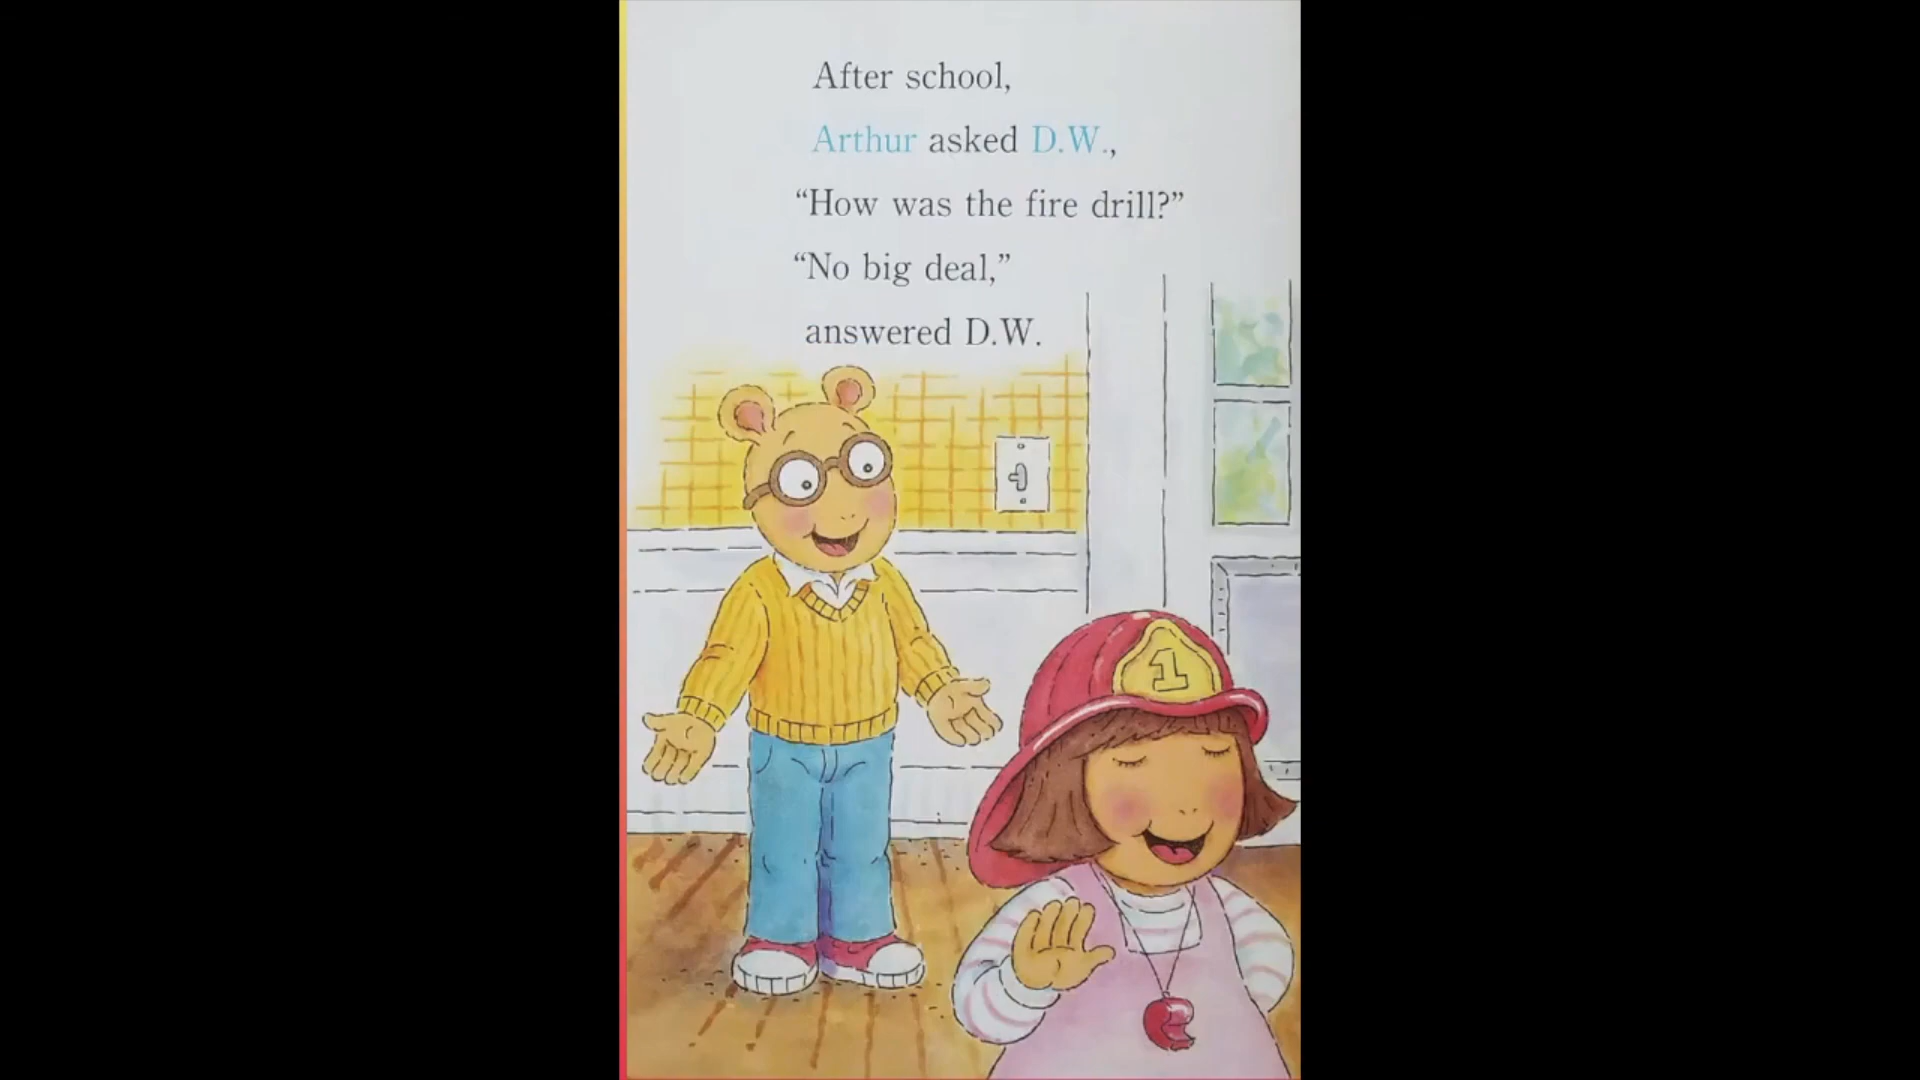 After school,
Arthur asked D.W.,
“How was the fire drill?”
“No big deal,”
answered D.W.
1